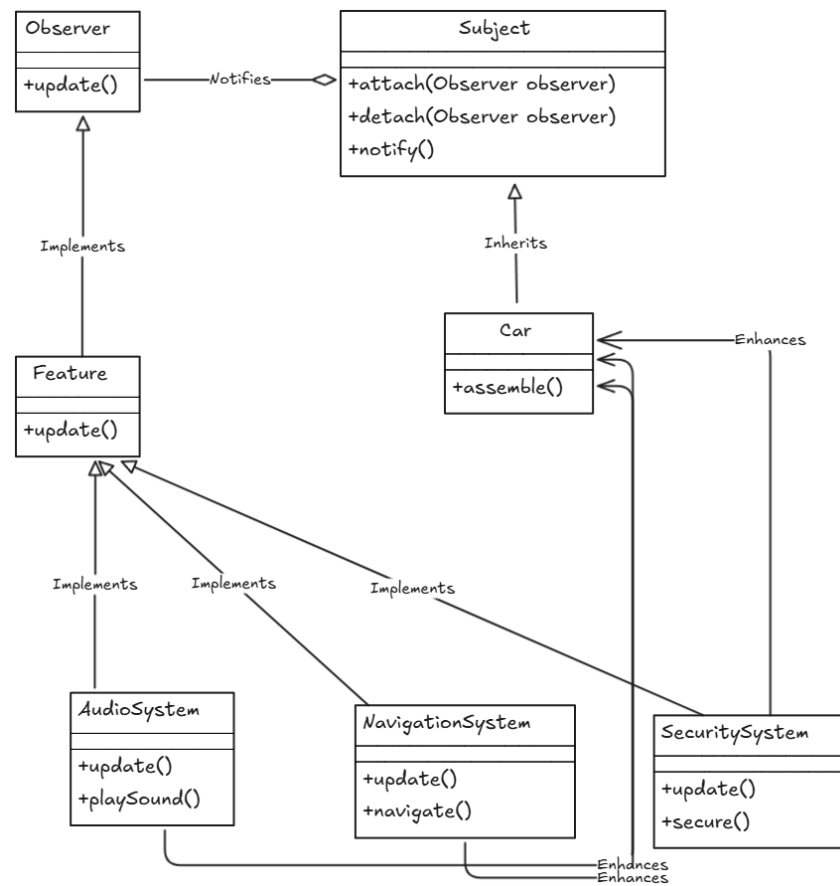 Observer
+update()
Notifies
Subject
+attach(Observer observer)
+detach(Observer observer)
+notify()
Implements
Inherits
Car
+assemble()
Enhances
Feature
+update()
Implements
Implements
Implements
AudioSystem
+update()
+playSound()
NavigationSystem
+update()
+navigate()
SecuritySystem
+update()
+secure()
Enhances
Enhances